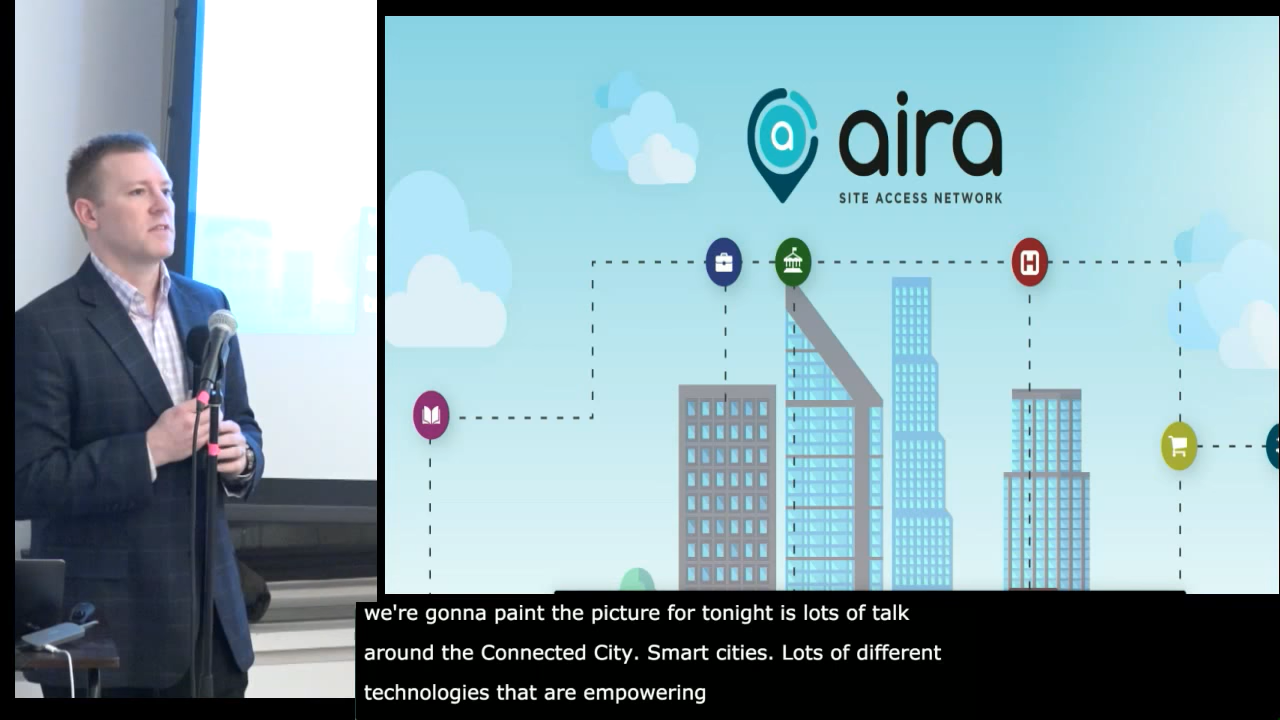 a
aira
SITE ACCESS NETWORK
H
we're gonna paint the picture for tonight is lots of talk
around the Connected City. Smart cities. Lots of different
technologies that are empowering